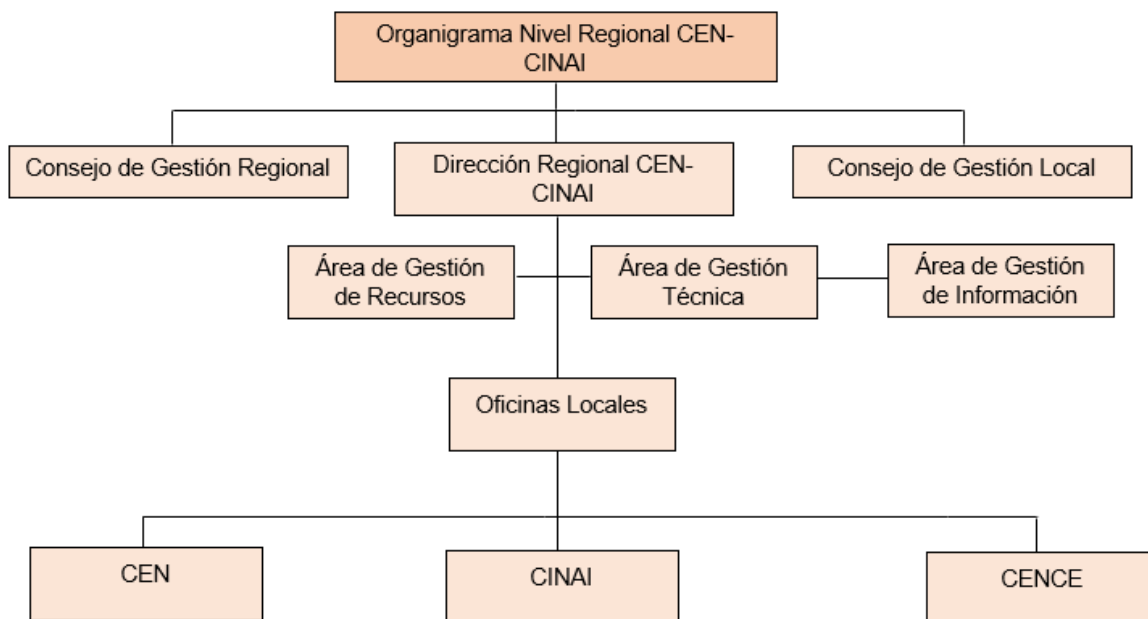 Organigrama Nivel Regional CEN-
CINAI
Consejo de Gestión Regional
Dirección Regional CEN-
CINAI
Consejo de Gestión Local
Área de Gestión
de Recursos
Área de Gestión
Técnica
Área de Gestión
de Información
Oficinas Locales
CEN
CINAI
CENCE